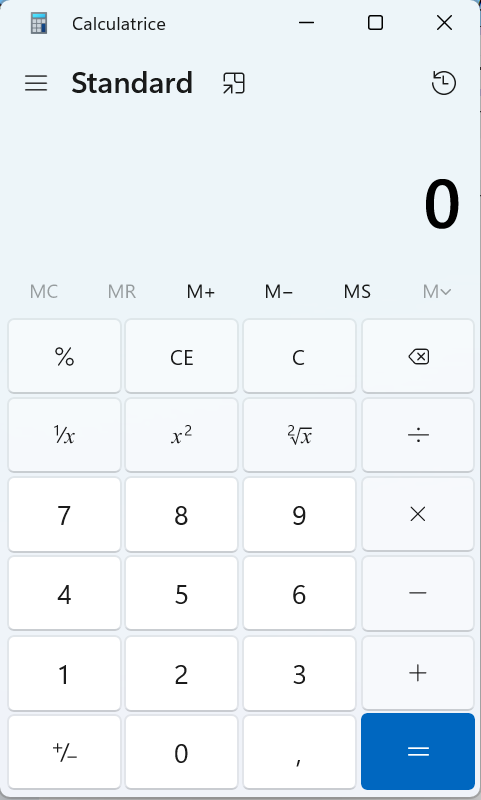 Calculatrice
Standard
0
MC MR M+ M− MS M
% CE C
¹/x x² ²√x ÷
7 8 9 ×
4 5 6 −
1 2 3 +
+/− 0 , =